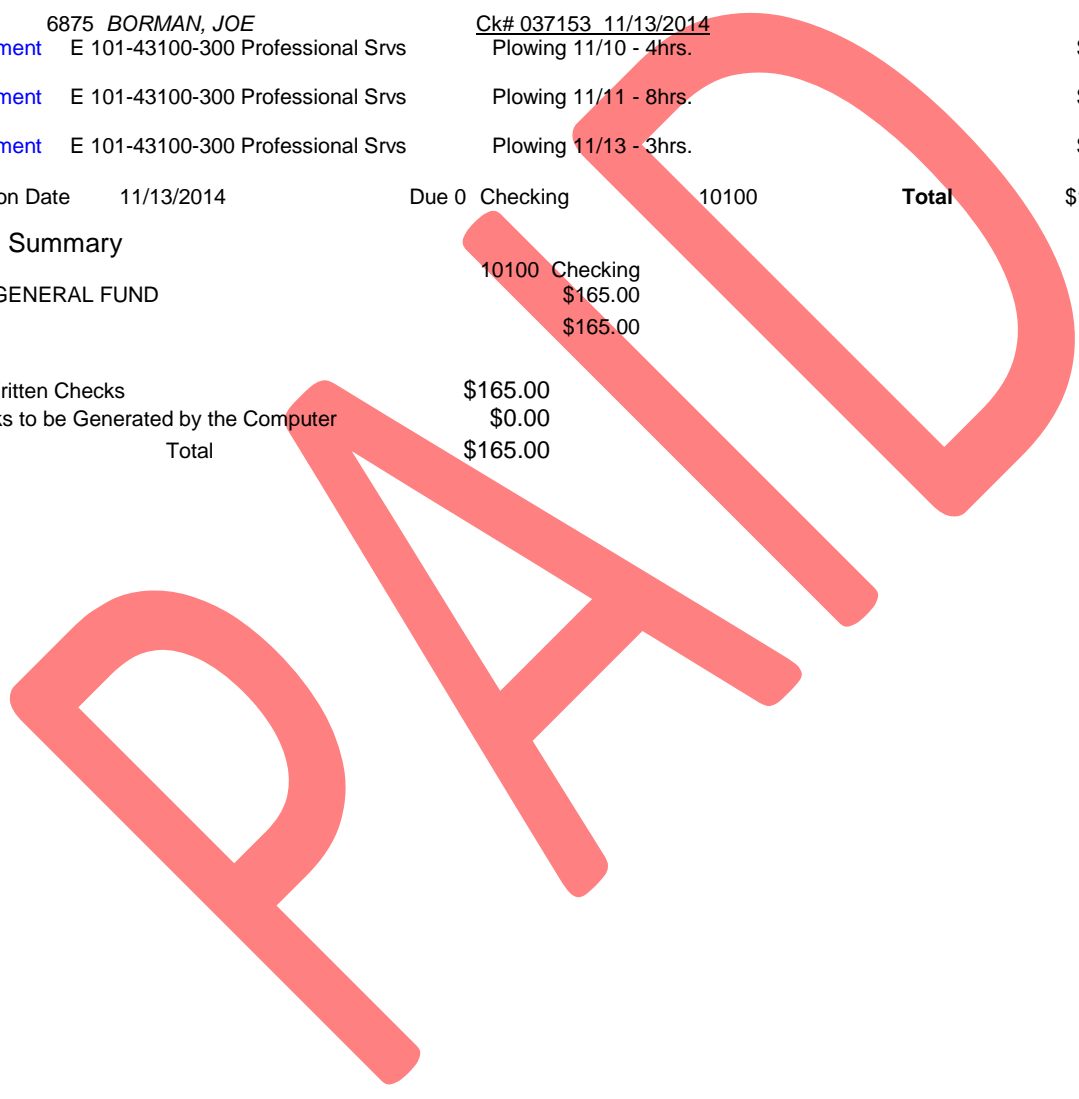 6875 BORMAN, JOE Ck# 037153 11/13/2014
ment E 101-43100-300 Professional Srvs Plowing 11/10 - 4hrs. $
ment E 101-43100-300 Professional Srvs Plowing 11/11 - 8hrs. $
ment E 101-43100-300 Professional Srvs Plowing 11/13 - 3hrs. $
on Date 11/13/2014 Due 0 Checking 10100 Total $
Summary
10100 Checking
GENERAL FUND $165.00
$165.00
ritten Checks $165.00
ks to be Generated by the Computer $0.00
Total $165.00
PAID